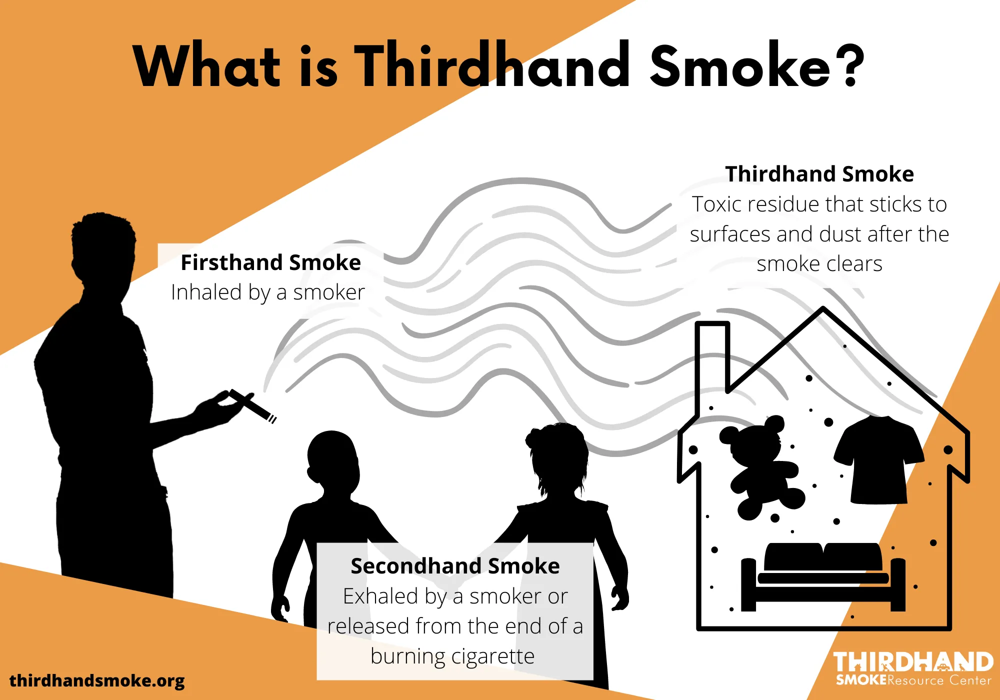 What is Thirdhand Smoke?
Firsthand Smoke
Inhaled by a smoker
Thirdhand Smoke
Toxic residue that sticks to
surfaces and dust after the
smoke clears
Secondhand Smoke
Exhaled by a smoker or
released from the end of a
burning cigarette
thirdhandsmoke.org
THIRDHAND
SMOKE Resource Center